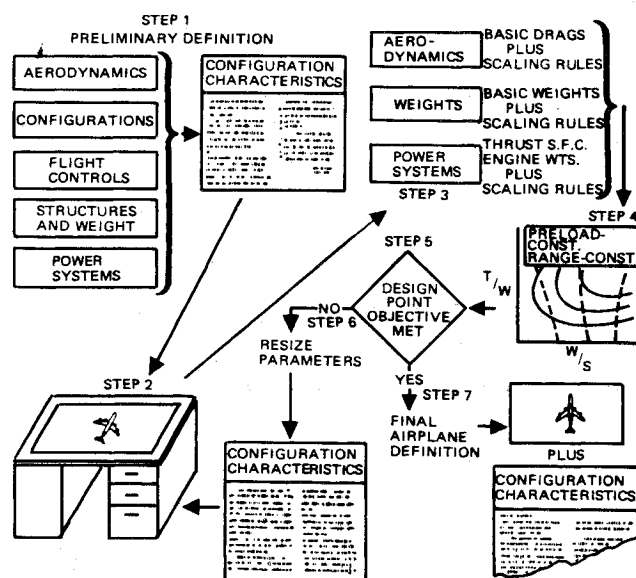 STEP 1
PRELIMINARY DEFINITION
AERODYNAMICS
CONFIGURATIONS
FLIGHT
CONTROLS
STRUCTURES
AND WEIGHT
POWER
SYSTEMS
CONFIGURATION
CHARACTERISTICS
AERO-
DYNAMICS
BASIC DRAGS
PLUS
SCALING RULES
WEIGHTS
BASIC WEIGHTS
PLUS
SCALING RULES
POWER
SYSTEMS
THRUST S.F.C.
ENGINE WTS.
PLUS
SCALING RULES
STEP 3
STEP 4
PRELOAD-
CONST.
RANGE-CONST
T/W
W/S
STEP 5
DESIGN
POINT
OBJECTIVE
MET
NO
STEP 6
RESIZE
PARAMETERS
YES
STEP 7
FINAL
AIRPLANE
DEFINITION
PLUS
CONFIGURATION
CHARACTERISTICS
STEP 2
CONFIGURATION
CHARACTERISTICS